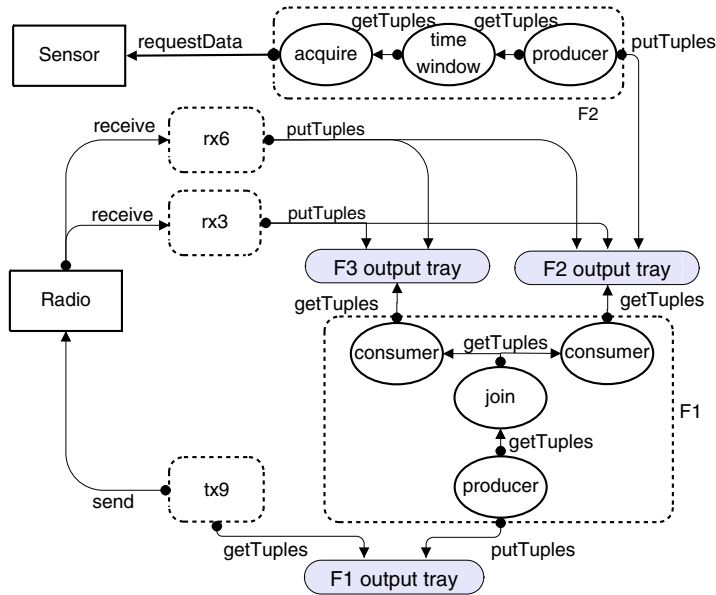 getTuples
getTuples
requestData
Sensor
acquire
time
window
producer
putTuples
F2
receive
rx6
putTuples
receive
rx3
putTuples
F3 output tray
F2 output tray
Radio
getTuples
getTuples
consumer
getTuples
consumer
join
F1
getTuples
producer
send
tx9
getTuples
putTuples
F1 output tray